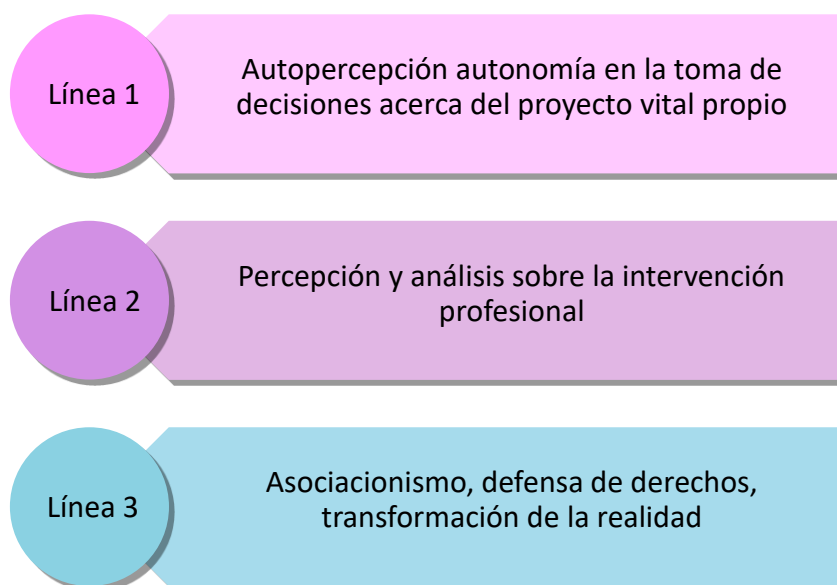 Línea 1
Autopercepción autonomía en la toma de
decisiones acerca del proyecto vital propio
Línea 2
Percepción y análisis sobre la intervención
profesional
Línea 3
Asociacionismo, defensa de derechos,
transformación de la realidad